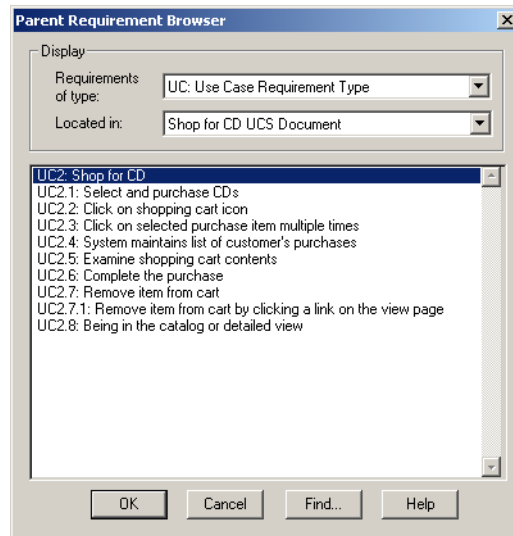 Parent Requirement Browser
Display
Requirements
of type:
UC: Use Case Requirement Type
Located in:
Shop for CD UCS Document
UC2: Shop for CD
UC2.1: Select and purchase CDs
UC2.2: Click on shopping cart icon
UC2.3: Click on selected purchase item multiple times
UC2.4: System maintains list of customer's purchases
UC2.5: Examine shopping cart contents
UC2.6: Complete the purchase
UC2.7: Remove item from cart
UC2.7.1: Remove item from cart by clicking a link on the view page
UC2.8: Being in the catalog or detailed view
OK
Cancel
Find...
Help